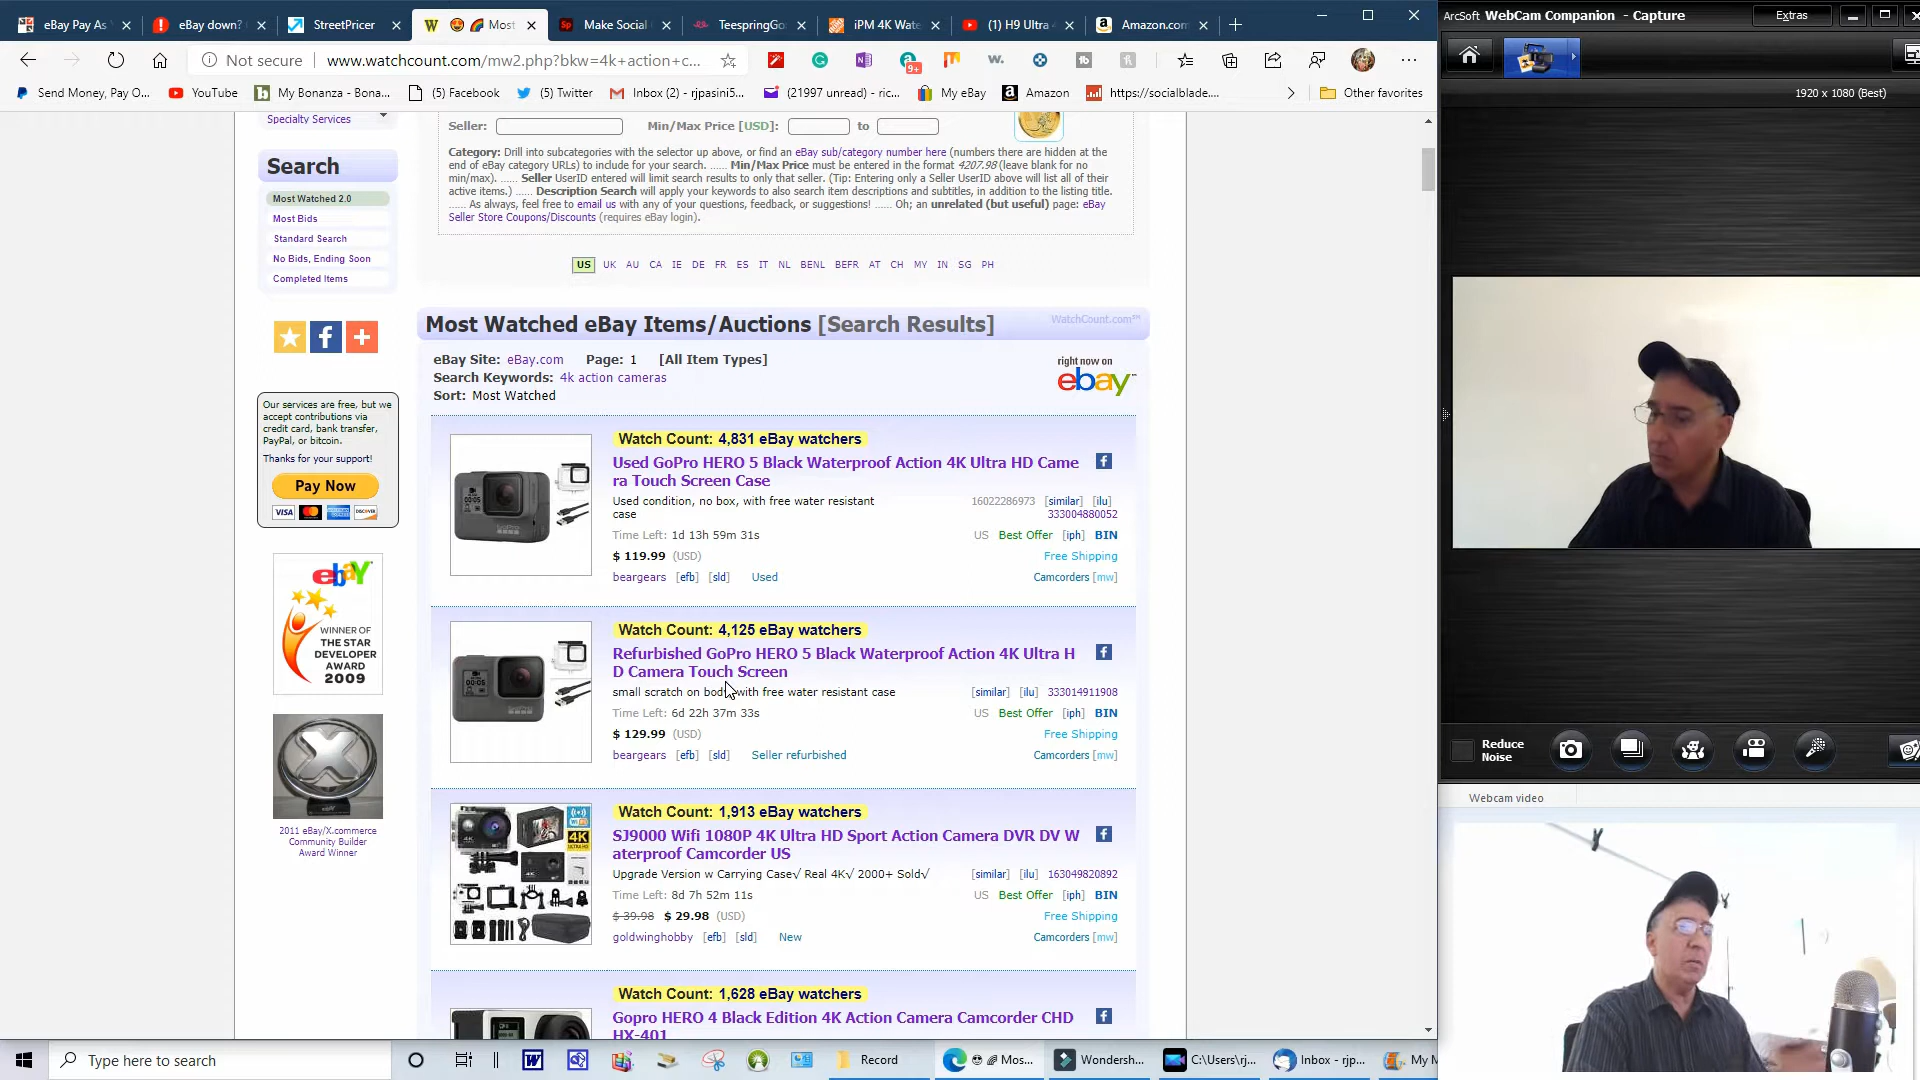 eBay Pay As
eBay down?
StreetPricer
Most
Make Social
TeespringGo
iPM 4K Wate
(1) H9 Ultra
Amazon.com
ArcSoft WebCam Companion - Capture
Extras
Not secure
www.watchcount.com/mw2.php?bkw=4k+action+c...
9+
1920 x 1080 (Best)
Send Money, Pay O...
YouTube
My Bonanza - Bona...
(5) Facebook
(5) Twitter
Inbox (2) - rjpasini5...
(21997 unread) - ric...
My eBay
Amazon
https://socialblade....
Other favorites
Specialty Services
Seller:
Min/Max Price [USD]:
to
Category: Drill into subcategories with the selector up above, or find an eBay sub/category number here (numbers there are hidden at the
end of eBay category URLs) to include for your search. ...... Min/Max Price must be entered in the format 4207.98 (leave blank for no
min/max). ...... Seller UserID entered will limit search results to only that seller. (Tip: Entering only a Seller UserID above will list all of their
active items.) ...... Description Search will apply your keywords to also search item descriptions and subtitles, in addition to the listing title.
...... As always, feel free to email us with any of your questions, feedback, or suggestions! ...... Oh; an unrelated (but useful) page: eBay
Seller Store Coupons/Discounts (requires eBay login).
Search
Most Watched 2.0
Most Bids
Standard Search
No Bids, Ending Soon
Completed Items
US UK AU CA IE DE FR ES IT NL BENL BEFR AT CH MY IN SG PH
Most Watched eBay Items/Auctions [Search Results]
WatchCount.com℠
eBay Site: eBay.com Page: 1 [All Item Types]
Search Keywords: 4k action cameras
Sort: Most Watched
right now on
ebay
Our services are free, but we
accept contributions via
credit card, bank transfer,
PayPal, or bitcoin.
Thanks for your support!
Pay Now
VISA
DISCOVER
ebay
WINNER OF
THE STAR
DEVELOPER
AWARD
2009
2011 eBay/X.commerce
Community Builder
Award Winner
Watch Count: 4,831 eBay watchers
Used GoPro HERO 5 Black Waterproof Action 4K Ultra HD Came
ra Touch Screen Case
Used condition, no box, with free water resistant
case
16022286973 [similar] [ilu]
333004880052
Time Left: 1d 13h 59m 31s
US Best Offer [iph] BIN
$ 119.99 (USD)
Free Shipping
beargears [efb] [sld] Used
Camcorders [mw]
Watch Count: 4,125 eBay watchers
Refurbished GoPro HERO 5 Black Waterproof Action 4K Ultra H
D Camera Touch Screen
small scratch on body with free water resistant case
[similar] [ilu] 333014911908
Time Left: 6d 22h 37m 33s
US Best Offer [iph] BIN
$ 129.99 (USD)
Free Shipping
beargears [efb] [sld] Seller refurbished
Camcorders [mw]
Watch Count: 1,913 eBay watchers
SJ9000 Wifi 1080P 4K Ultra HD Sport Action Camera DVR DV W
aterproof Camcorder US
Upgrade Version w Carrying Case√ Real 4K√ 2000+ Sold√
[similar] [ilu] 163049820892
Time Left: 8d 7h 52m 11s
US Best Offer [iph] BIN
$ 39.98 $ 29.98 (USD)
Free Shipping
goldwinghobby [efb] [sld] New
Camcorders [mw]
4K
Watch Count: 1,628 eBay watchers
Gopro HERO 4 Black Edition 4K Action Camera Camcorder CHD
HX-401
Reduce
Noise
Webcam video
Type here to search
Record
Mos...
Wondersh...
C:\Users\rj...
Inbox - rjp...
My M